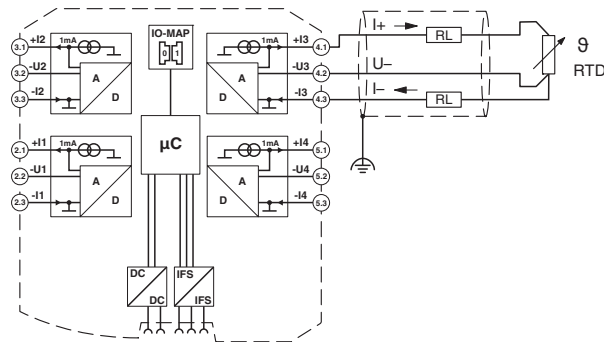 +I2 1mA IO-MAP 1mA +I3 I+ RL
3.1 4.1
0 1
-U2 A A -U3 U– ϑ
3.2 4.2
RTD
-I2 D D -I3 I– RL
3.3 4.3
+I1 1mA µC 1mA +I4
2.1 5.1
-U1 A A -U4
2.2 5.2
-I1 D D -I4
2.3 5.3
DC IFS
DC IFS